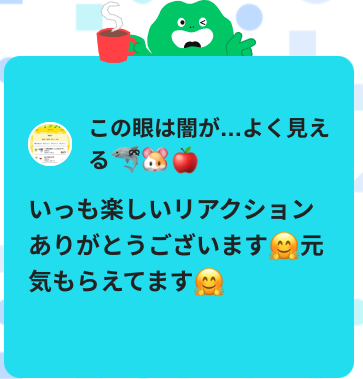 この眼は闇が...よく見え
る🦈🐹🍎
いっも楽しいリアクション
ありがとうございます🤗元
気もらえてます🤗